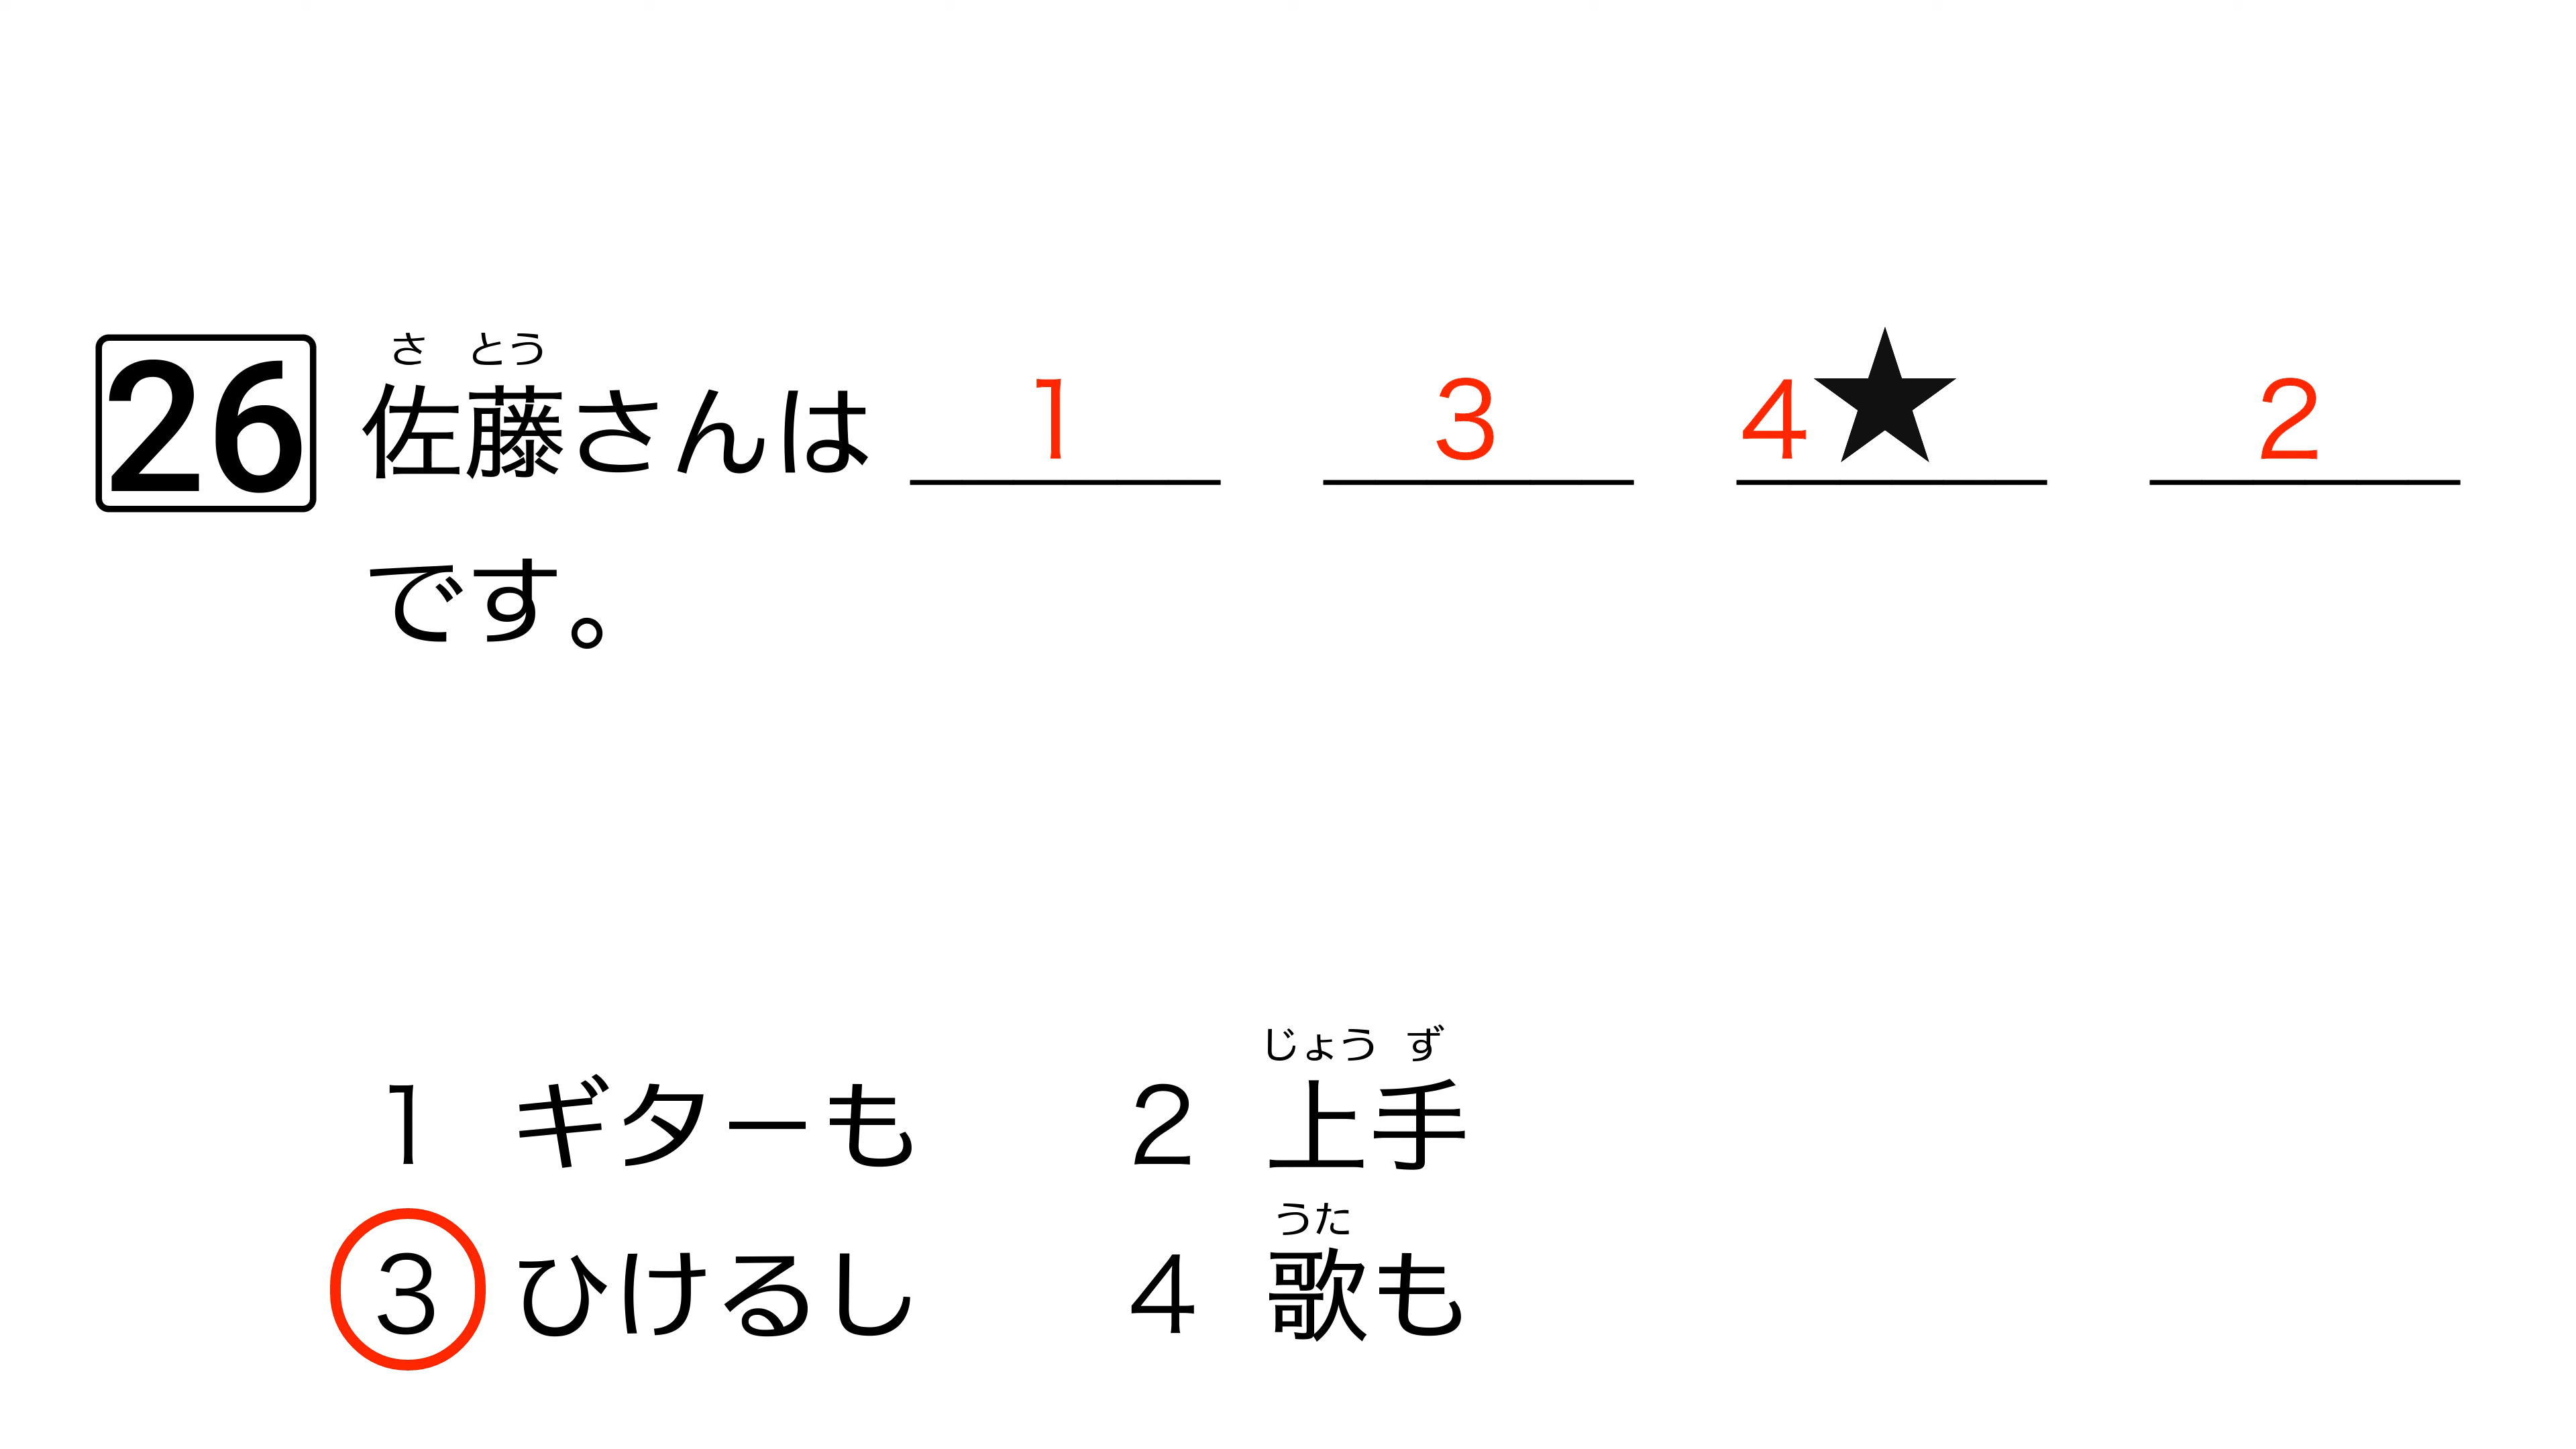 さ とう
26 佐藤さんは 1 3 4★ 2
です。
じょう ず
1 ギターも 2 上手
うた
3 ひけるし 4 歌も